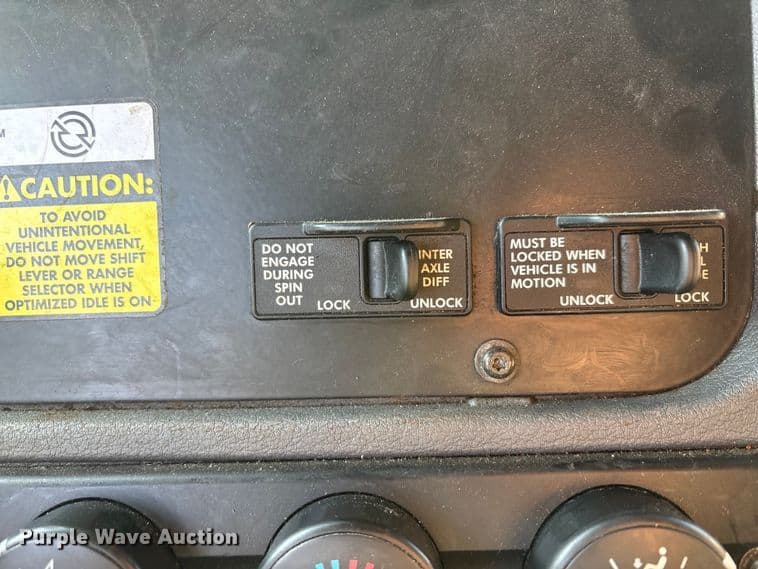 M
CAUTION:
TO AVOID
UNINTENTIONAL
VEHICLE MOVEMENT,
DO NOT MOVE SHIFT
LEVER OR RANGE
SELECTOR WHEN
OPTIMIZED IDLE IS ON
DO NOT
ENGAGE
DURING
SPIN
OUT
LOCK
INTER
AXLE
DIFF
UNLOCK
MUST BE
LOCKED WHEN
VEHICLE IS IN
MOTION
UNLOCK
H
L
E
LOCK
Purple Wave Auction®